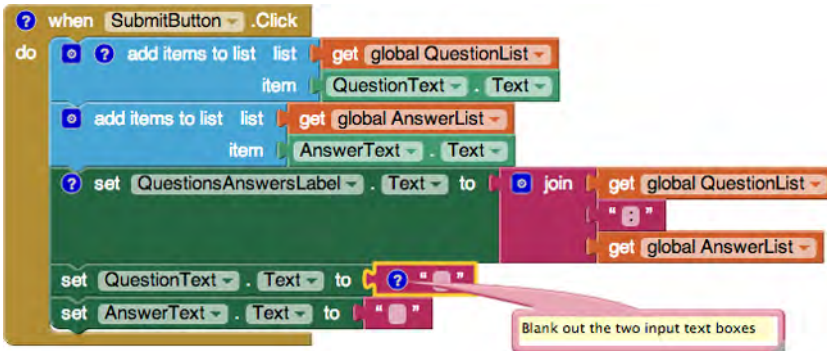 when SubmitButton .Click
do add items to list list get global QuestionList
item QuestionText . Text
add items to list list get global AnswerList
item AnswerText . Text
set QuestionsAnswersLabel . Text to join get global QuestionList
" : "
get global AnswerList
set QuestionText . Text to " "
set AnswerText . Text to " "
Blank out the two input text boxes